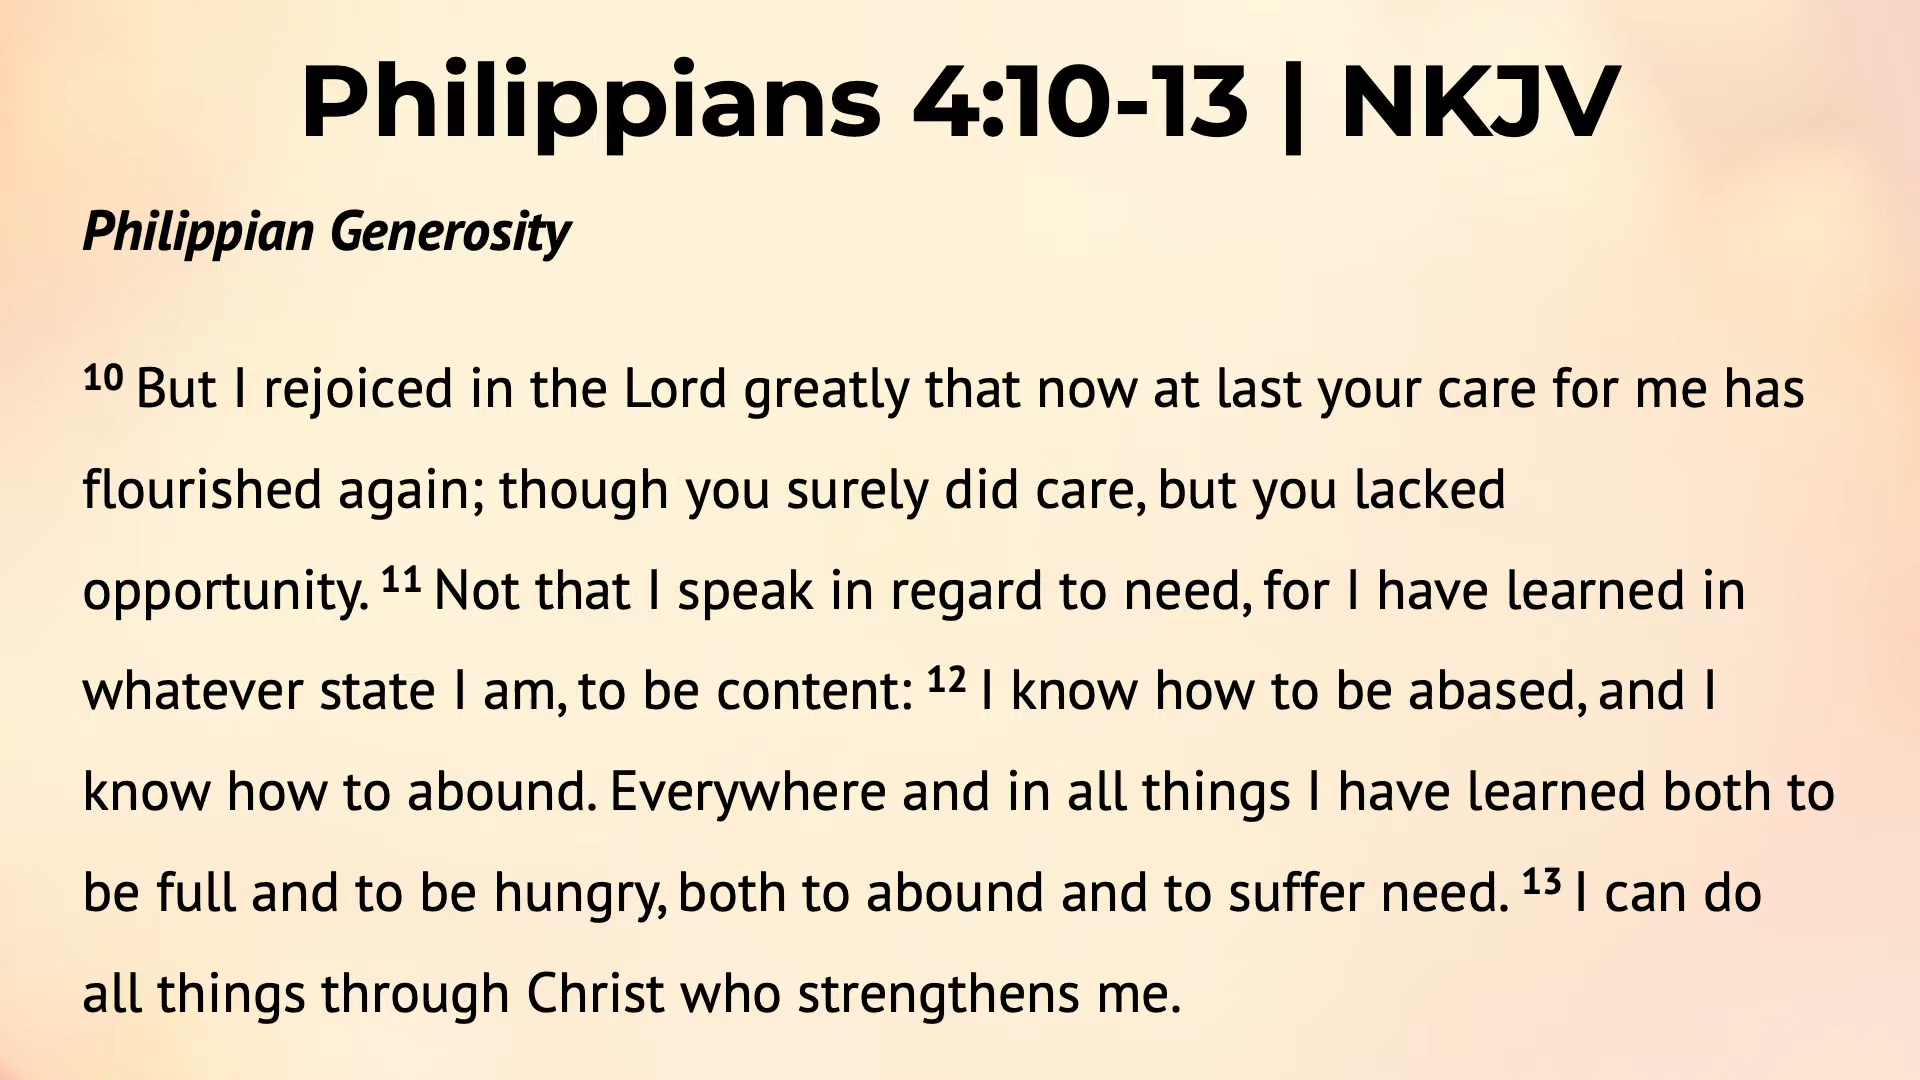 Philippians 4:10-13 | NKJV
Philippian Generosity
10 But I rejoiced in the Lord greatly that now at last your care for me has
flourished again; though you surely did care, but you lacked
opportunity. 11 Not that I speak in regard to need, for I have learned in
whatever state I am, to be content: 12 I know how to be abased, and I
know how to abound. Everywhere and in all things I have learned both to
be full and to be hungry, both to abound and to suffer need. 13 I can do
all things through Christ who strengthens me.